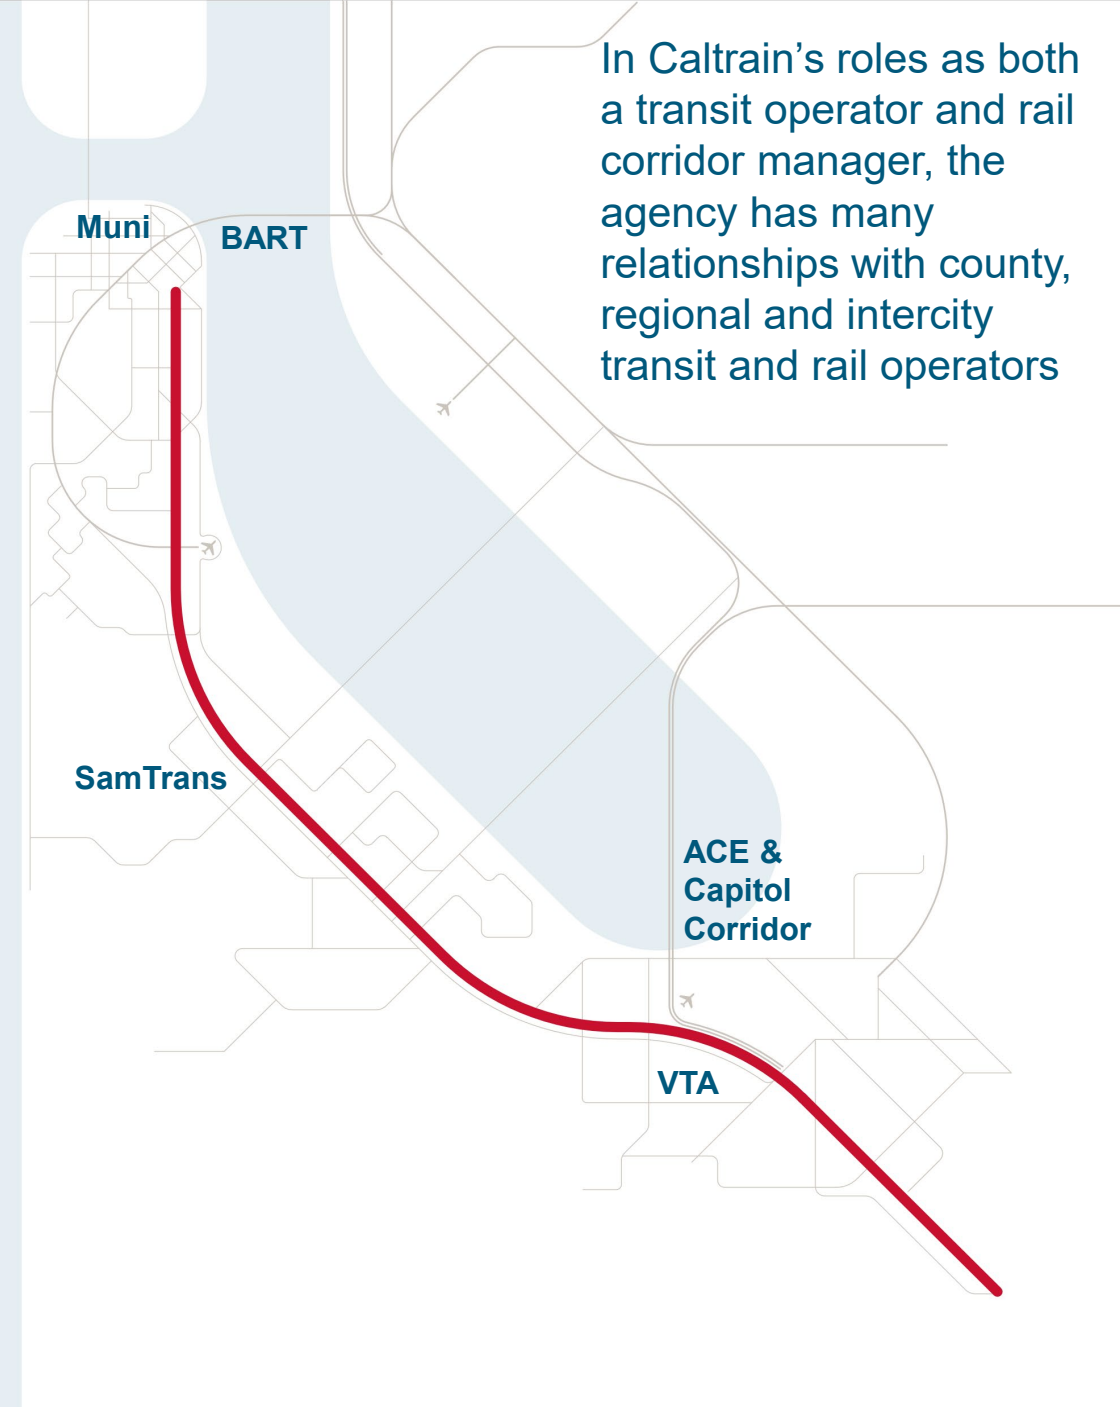 In Caltrain’s roles as both
a transit operator and rail
corridor manager, the
agency has many
relationships with county,
regional and intercity
transit and rail operators
Muni
BART
SamTrans
ACE &
Capitol
Corridor
VTA